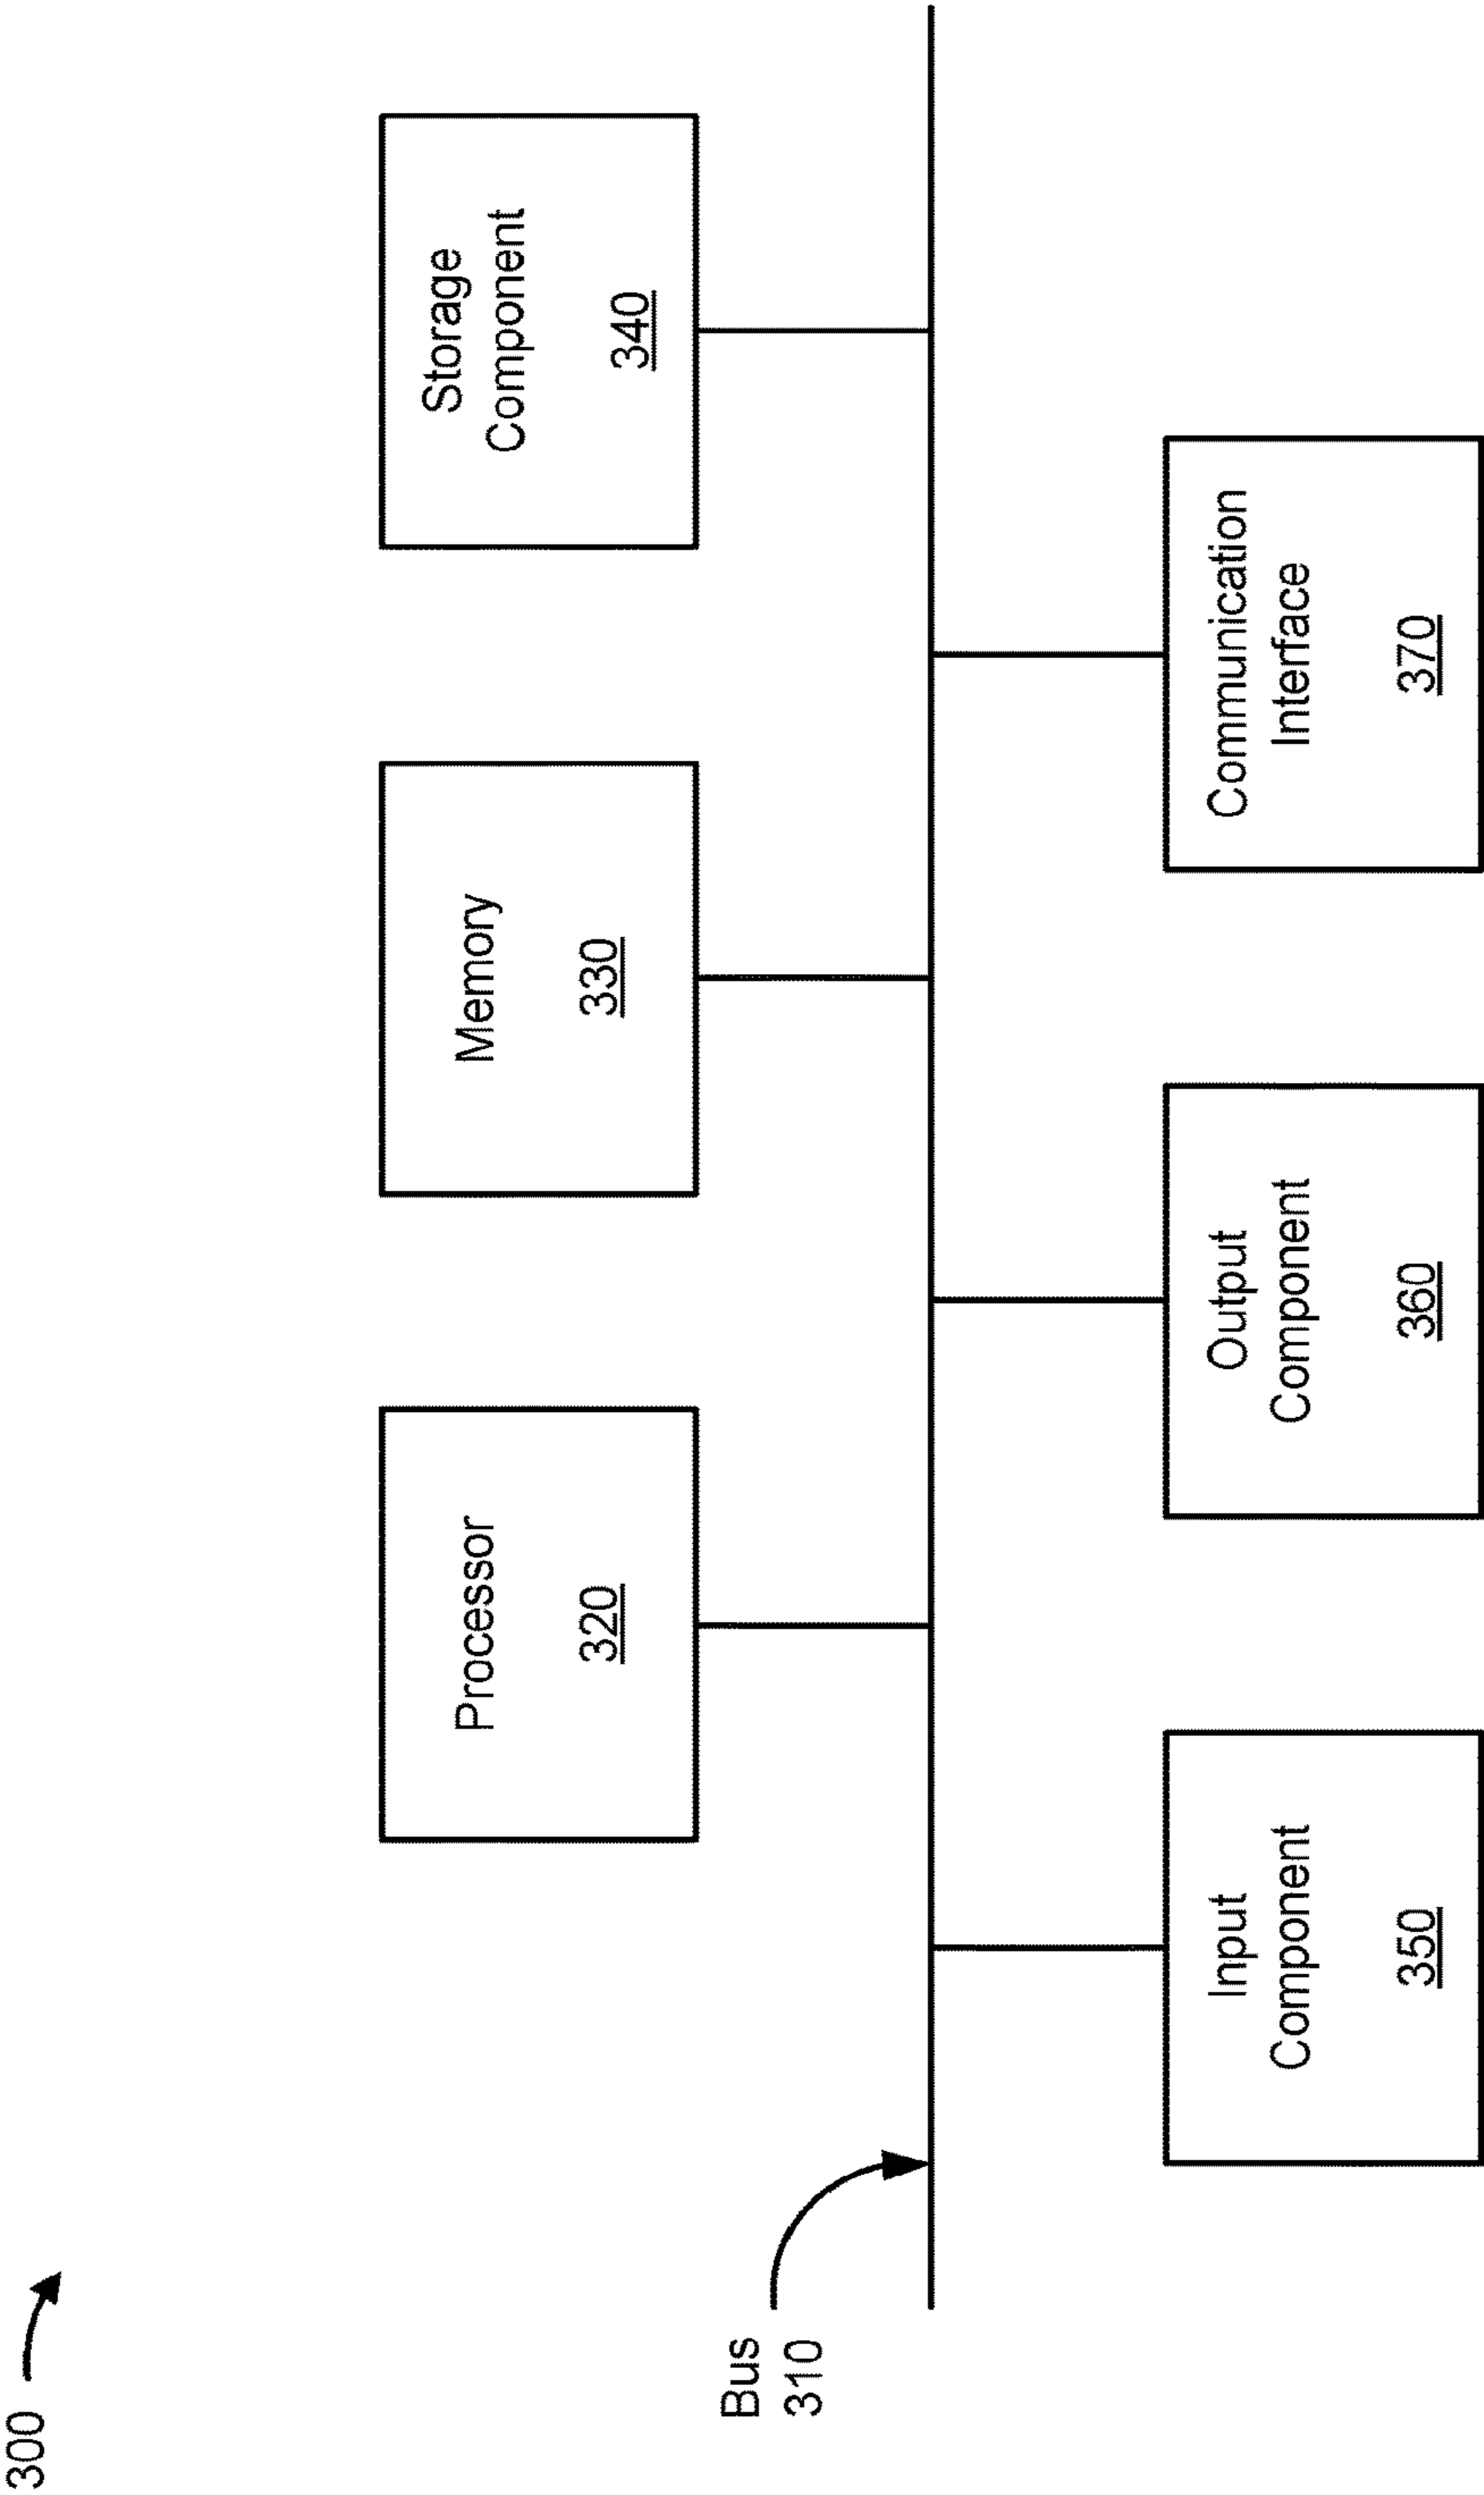 300
Bus
310
Processor
320
Memory
330
Storage
Component
340
Input
Component
350
Output
Component
360
Communication
Interface
370